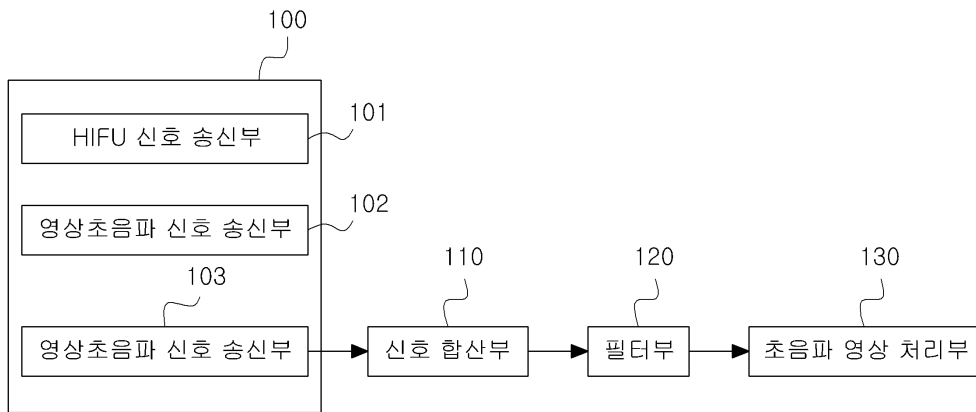 100
HIFU 신호 송신부
101
영상초음파 신호 송신부
102
103
영상초음파 신호 송신부
110
신호 합산부
120
필터부
130
초음파 영상 처리부